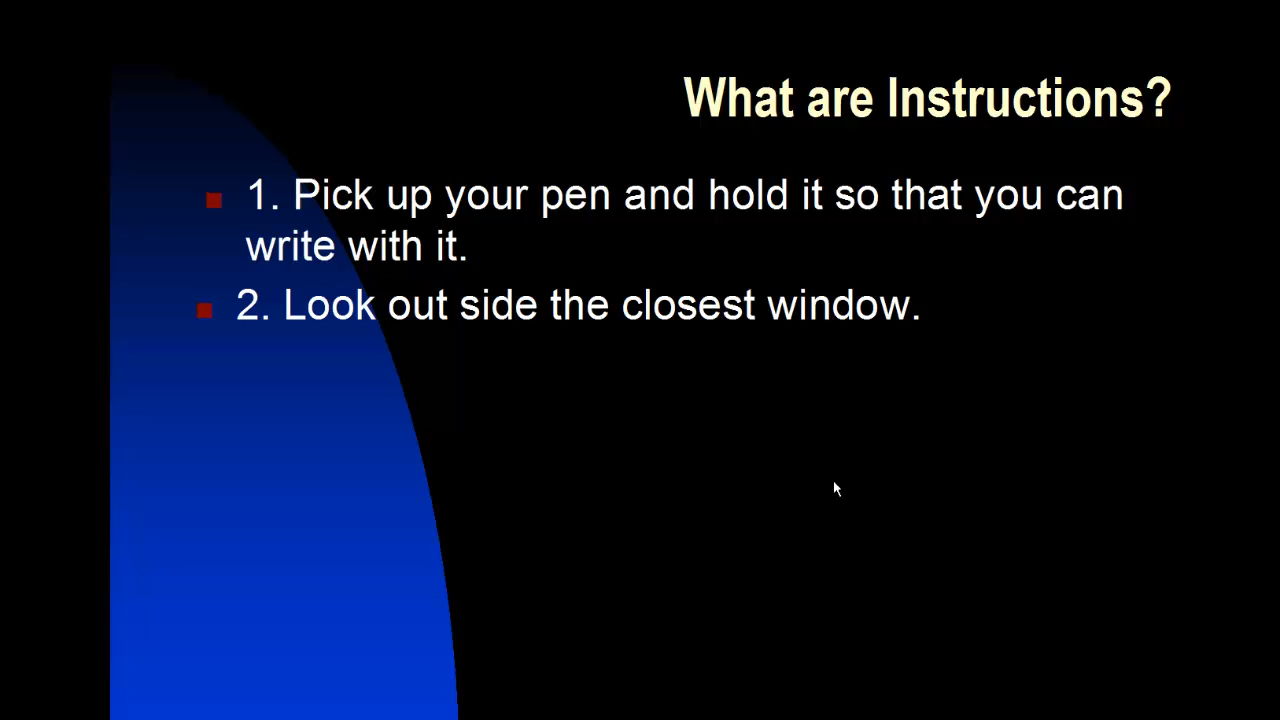 What are Instructions?
1. Pick up your pen and hold it so that you can
write with it.
2. Look out side the closest window.